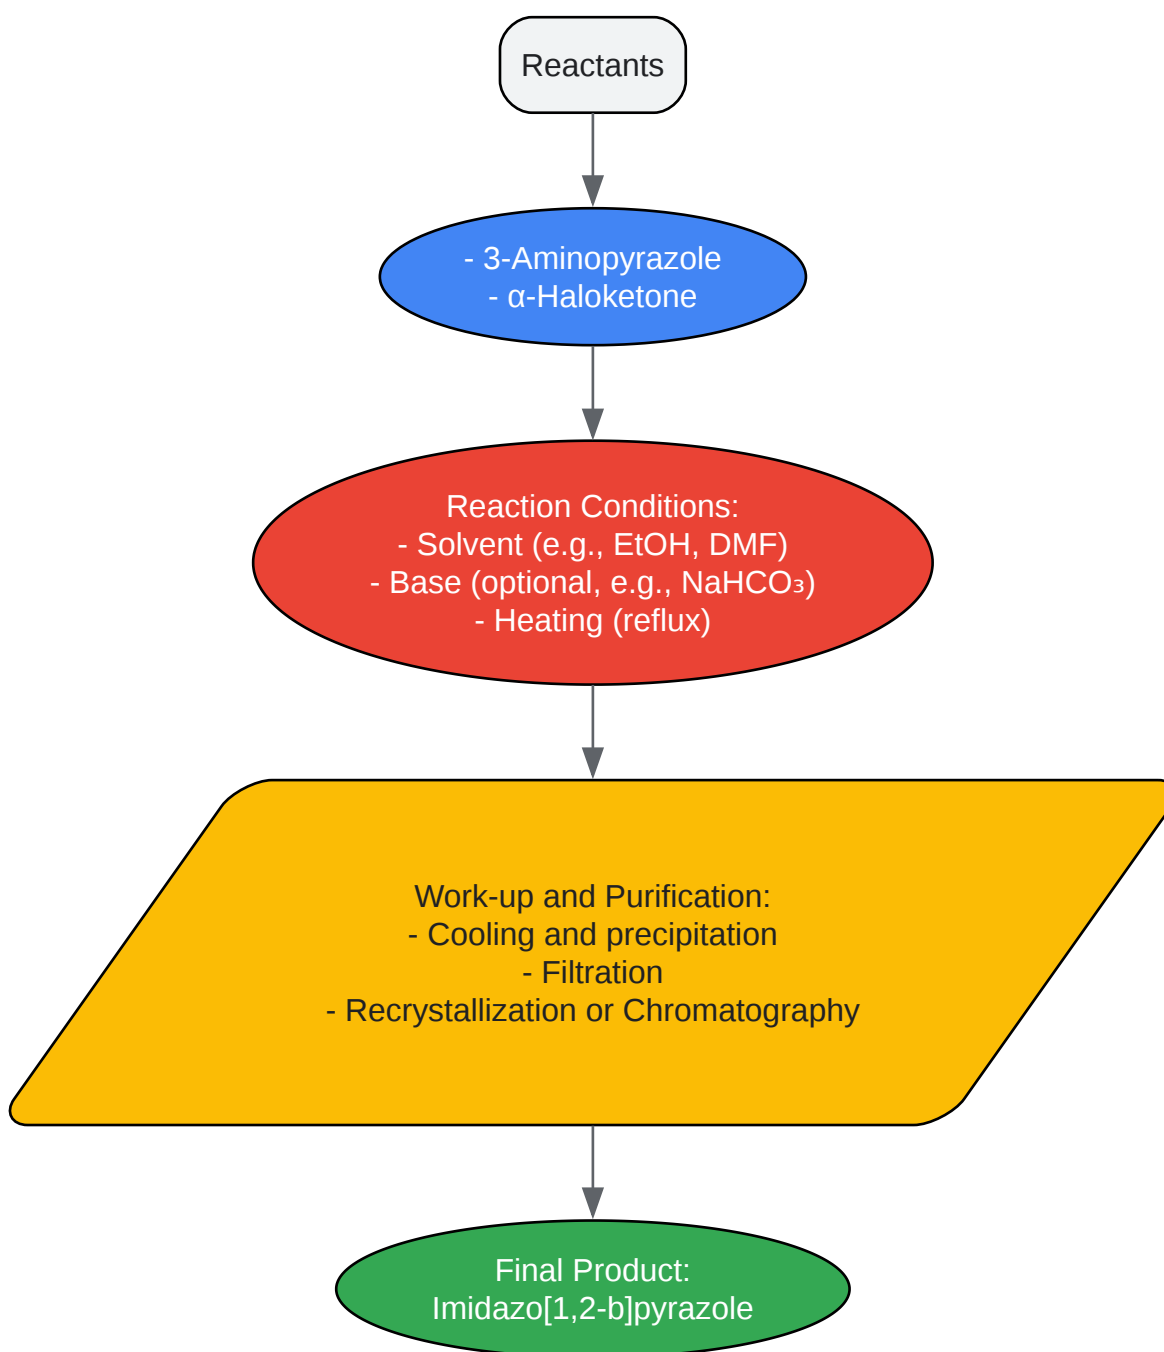 Reactants
- 3-Aminopyrazole
- α-Haloketone
Reaction Conditions:
- Solvent (e.g., EtOH, DMF)
- Base (optional, e.g., NaHCO₃)
- Heating (reflux)
Work-up and Purification:
- Cooling and precipitation
- Filtration
- Recrystallization or Chromatography
Final Product:
Imidazo[1,2-b]pyrazole